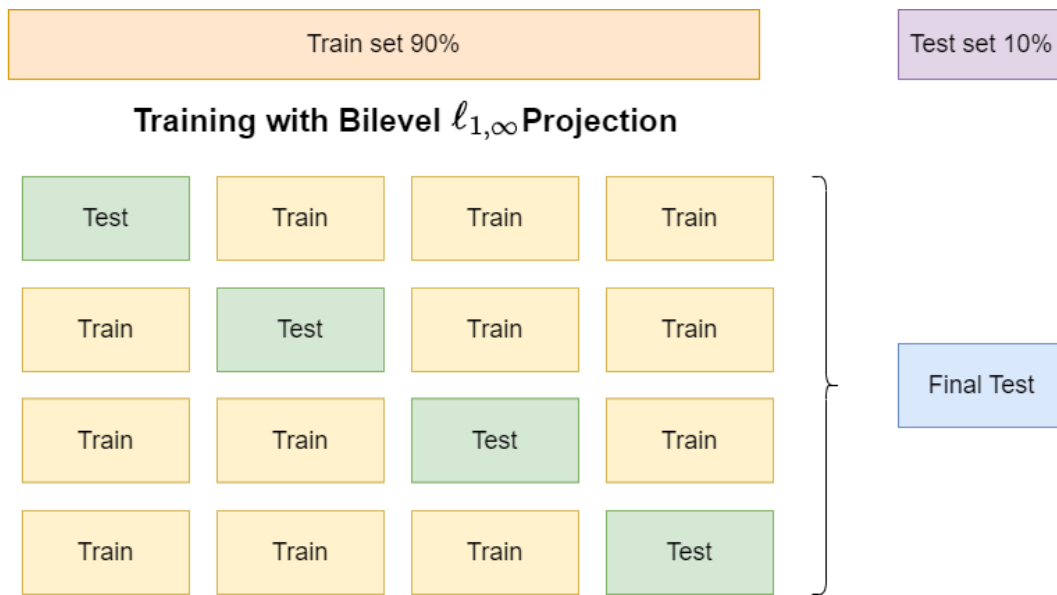 Train set 90%
Test set 10%
Training with Bilevel ℓ1,∞ Projection
Test Train Train Train
Train Test Train Train
Final Test
Train Train Test Train
Train Train Train Test